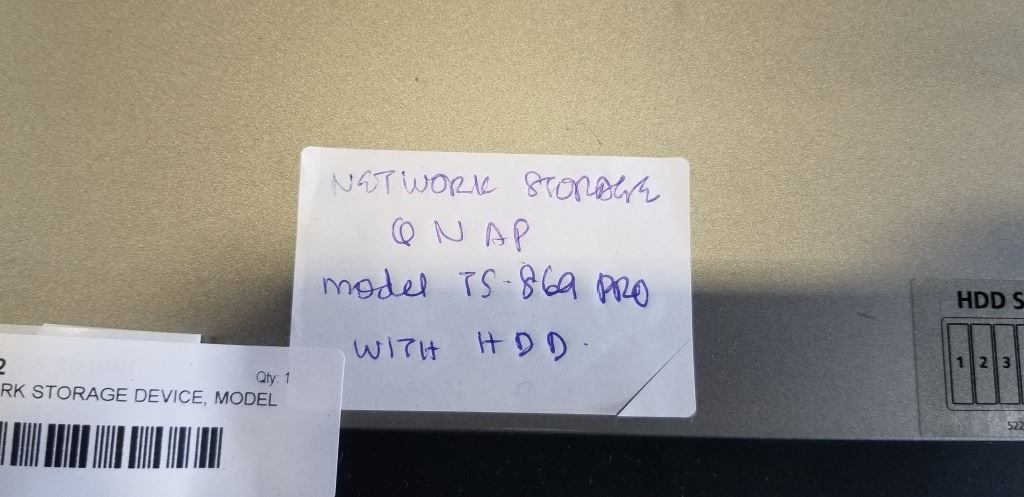 NETWORK STORAGE
QNAP
model TS-869 PRO
WITH HDD.
2
Qty: 1
RK STORAGE DEVICE, MODEL
HDD S
1 2 3
522